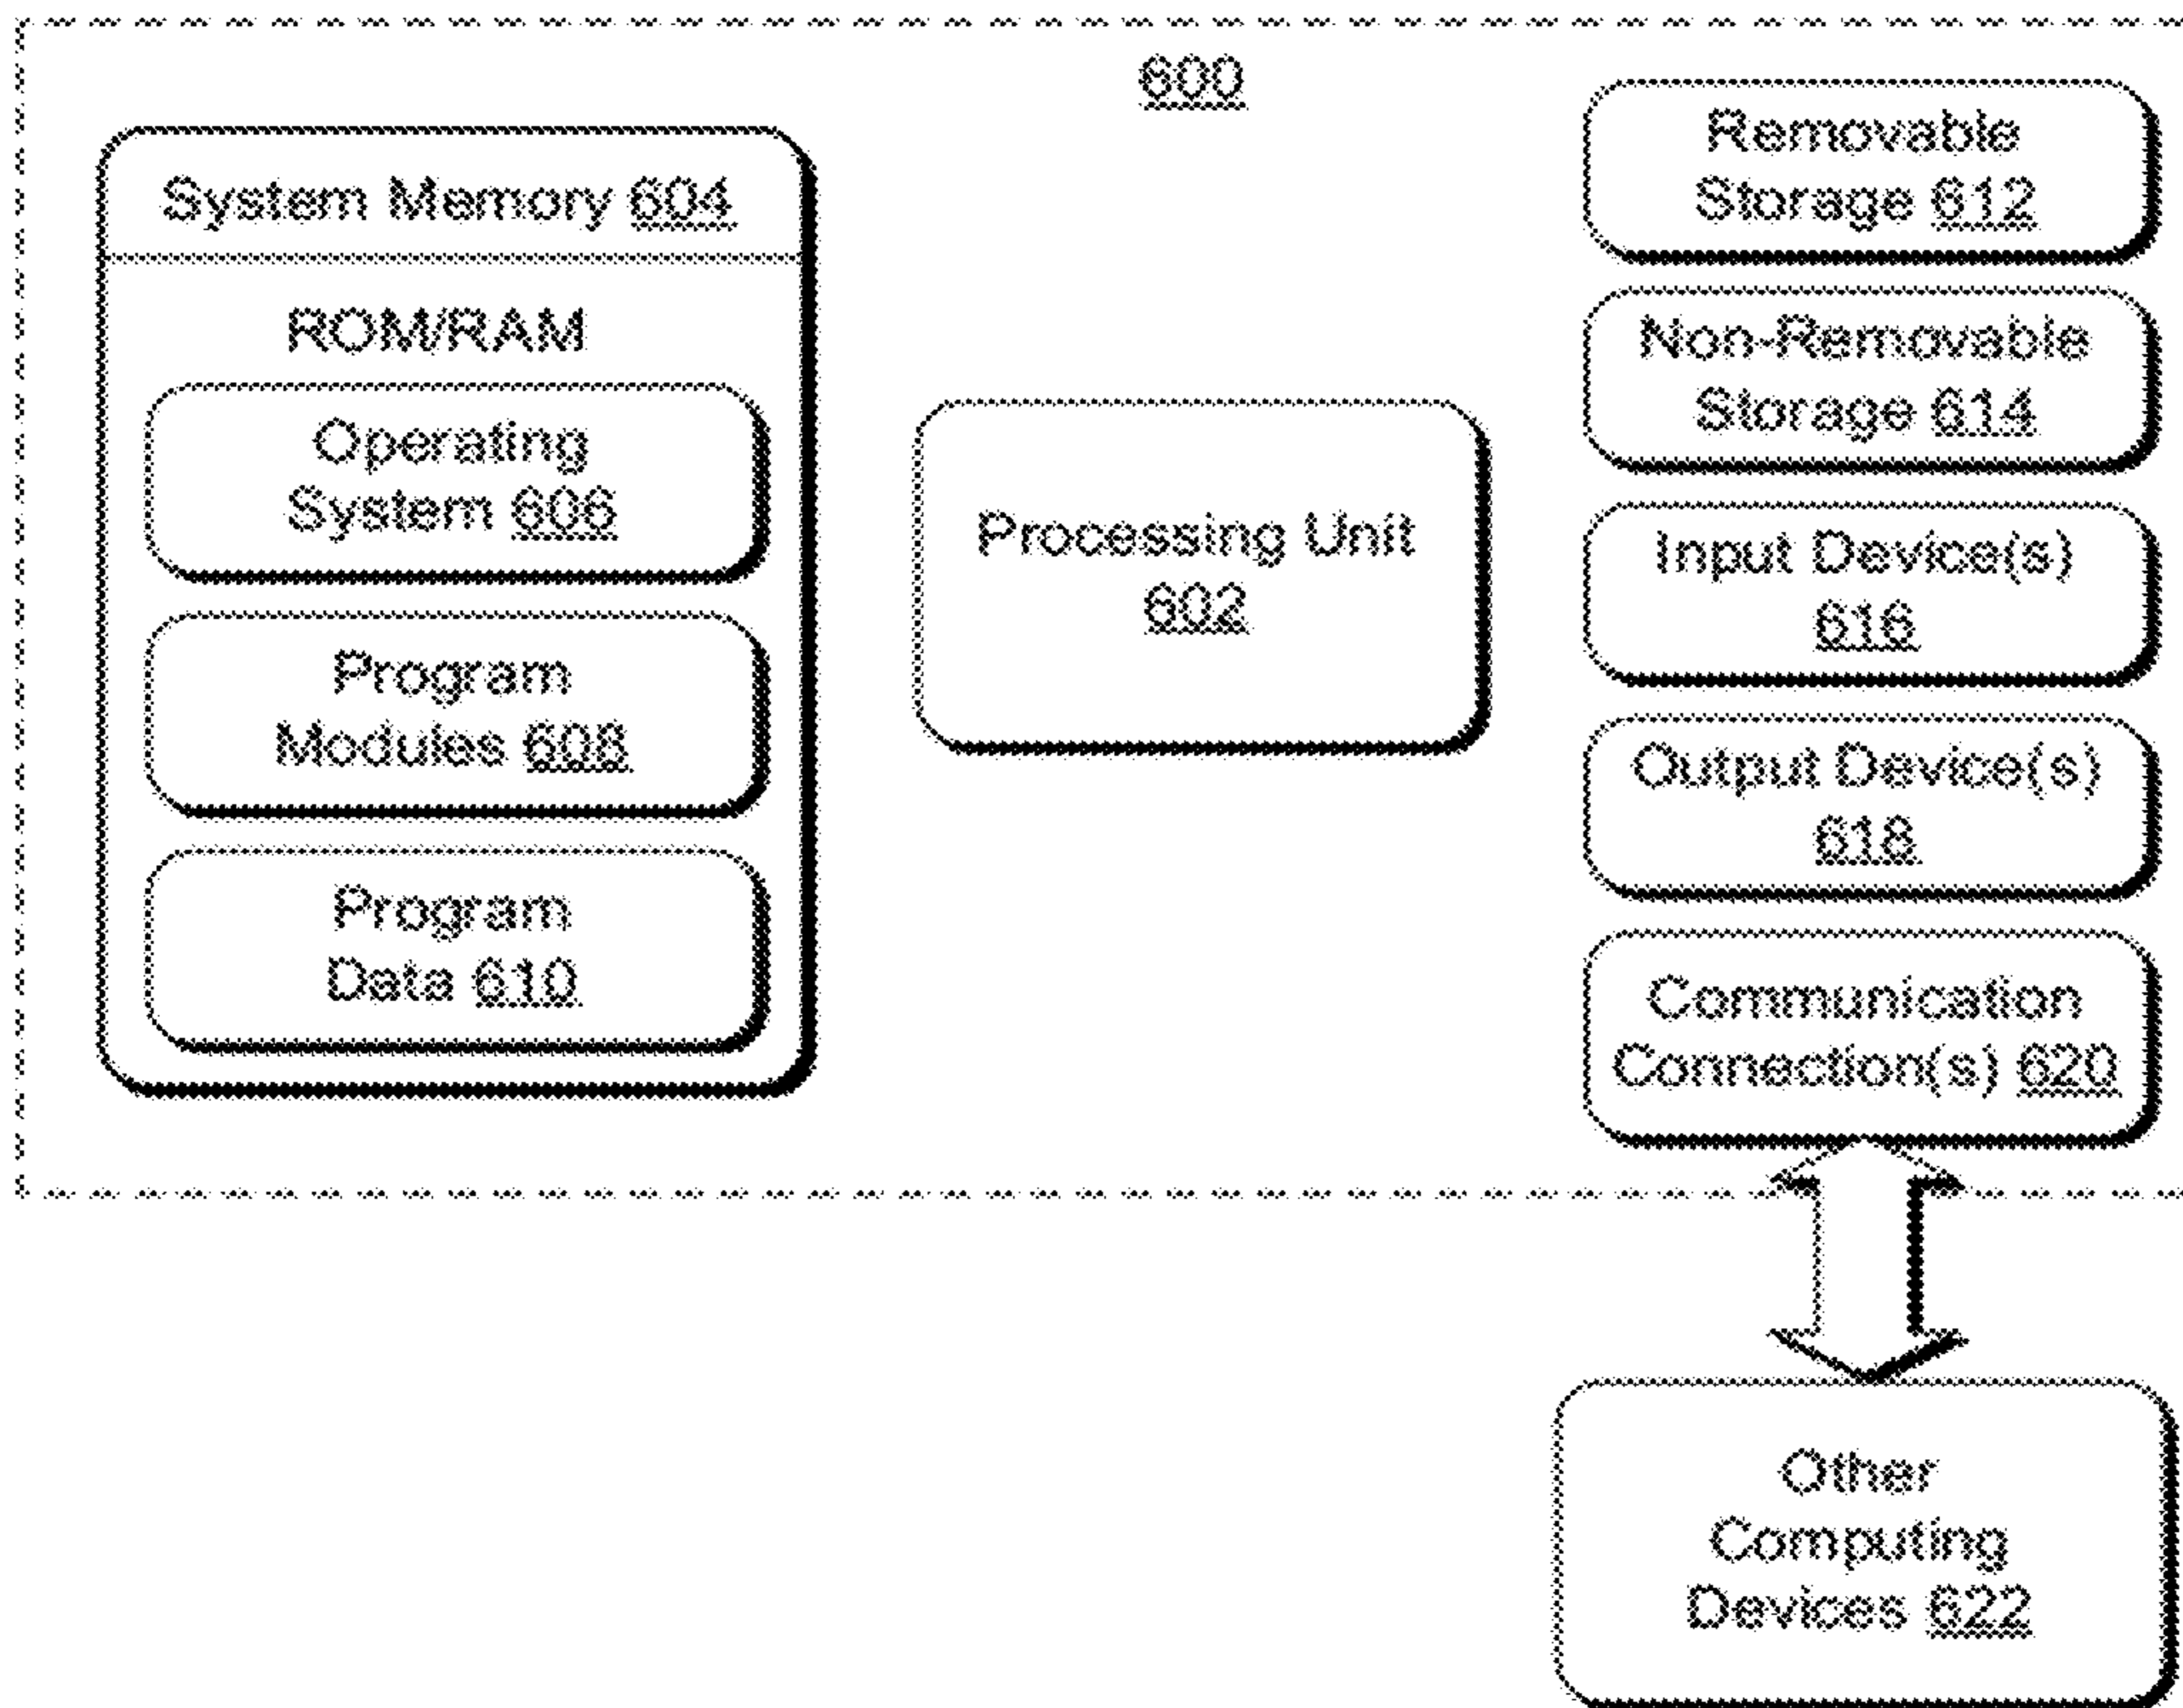 600
System Memory 604
ROM/RAM
Operating
System 606
Program
Modules 608
Program
Data 610
Processing Unit
602
Removable
Storage 612
Non-Removable
Storage 614
Input Device(s)
616
Output Device(s)
618
Communication
Connection(s) 620
Other
Computing
Devices 622